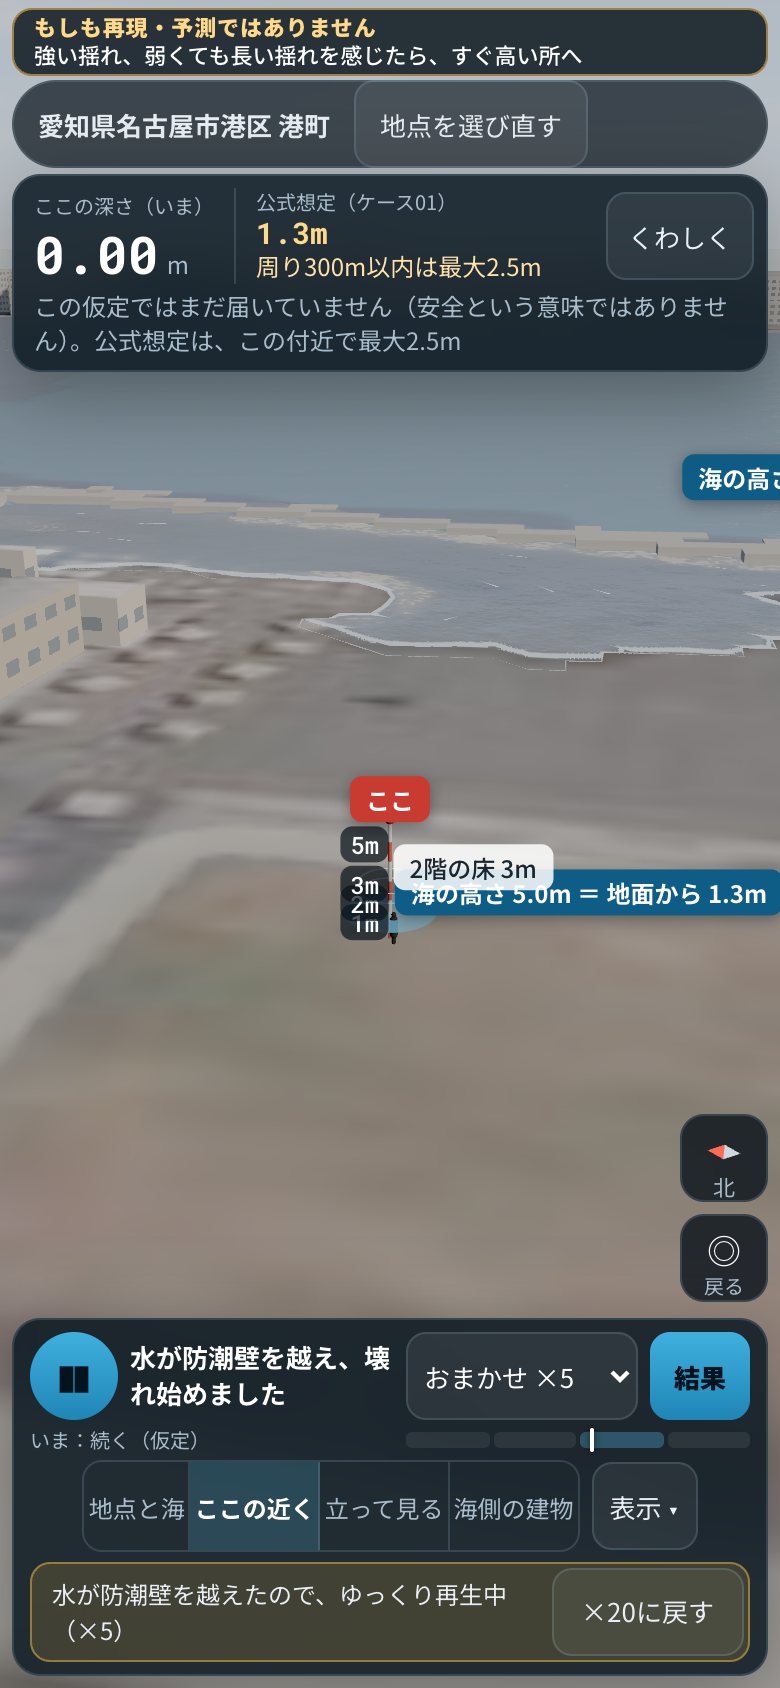 もしも再現・予測ではありません
強い揺れ、弱くても長い揺れを感じたら、すぐ高い所へ
愛知県名古屋市港区 港町
地点を選び直す
ここの深さ（いま）
0.00 m
公式想定（ケース01）
1.3m
周り300m以内は最大2.5m
くわしく
この仮定ではまだ届いていません（安全という意味ではありませ
ん）。公式想定は、この付近で最大2.5m
海の高さ
ここ
5m
3m
2m
1m
2階の床 3m
海の高さ 5.0m ＝ 地面から 1.3m
北
戻る
水が防潮壁を越え、壊
れ始めました
おまかせ ×5
結果
いま：続く（仮定）
地点と海
ここの近く
立って見る
海側の建物
表示 ▾
水が防潮壁を越えたので、ゆっくり再生中
（×5）
×20に戻す